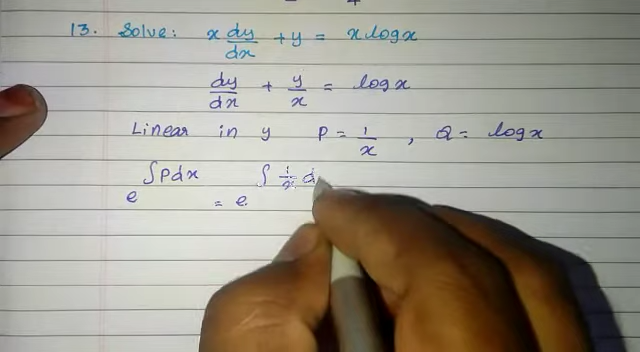 13. Solve: x dy/dx + y = x log x
dy/dx + y/x = log x
Linear in y P = 1/x , Q = log x
e^∫Pdx = e^∫ 1/x d